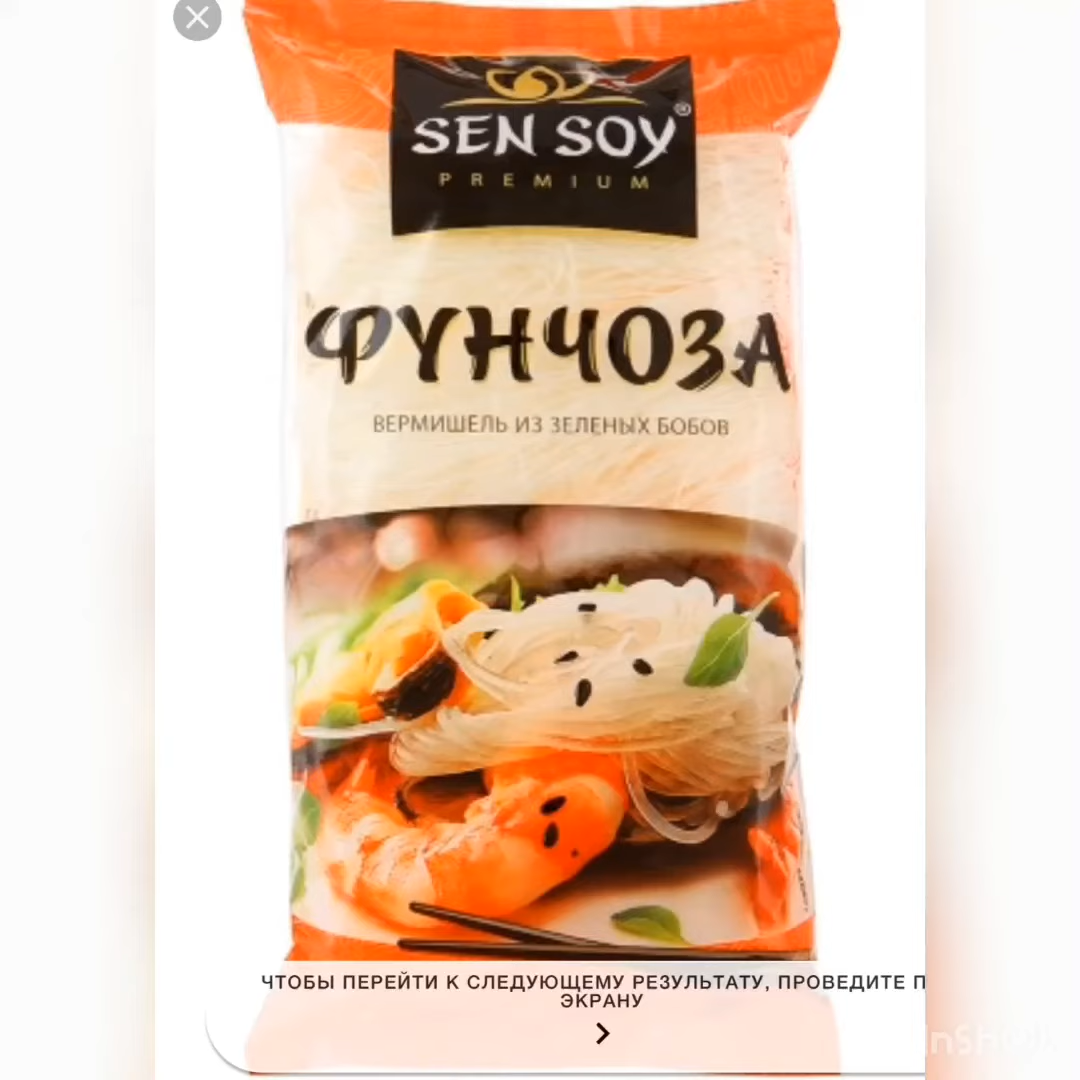 SEN SOY®
PREMIUM
ФУНЧОЗА
ВЕРМИШЕЛЬ ИЗ ЗЕЛЕНЫХ БОБОВ
ЧТОБЫ ПЕРЕЙТИ К СЛЕДУЮЩЕМУ РЕЗУЛЬТАТУ, ПРОВЕДИТЕ П
ЭКРАНУ